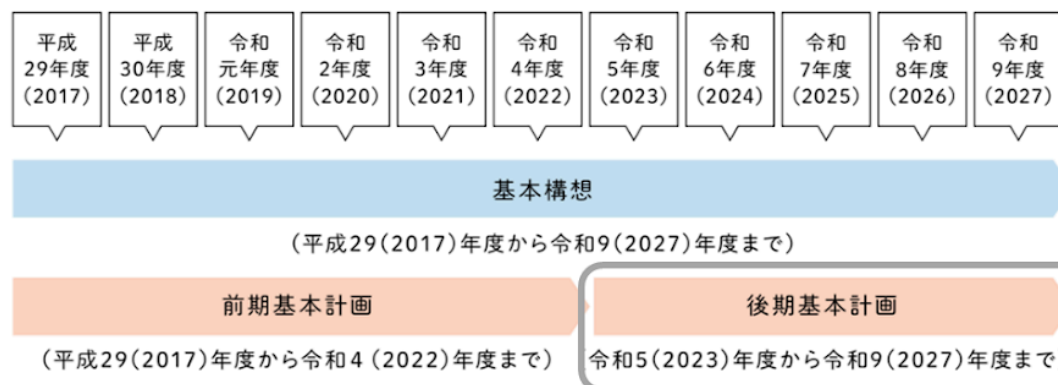 平成
29年度
(2017)
平成
30年度
(2018)
令和
元年度
(2019)
令和
2年度
(2020)
令和
3年度
(2021)
令和
4年度
(2022)
令和
5年度
(2023)
令和
6年度
(2024)
令和
7年度
(2025)
令和
8年度
(2026)
令和
9年度
(2027)
基本構想
(平成29(2017)年度から令和9(2027)年度まで)
前期基本計画
後期基本計画
(平成29(2017)年度から令和4(2022)年度まで)
令和5(2023)年度から令和9(2027)年度まで